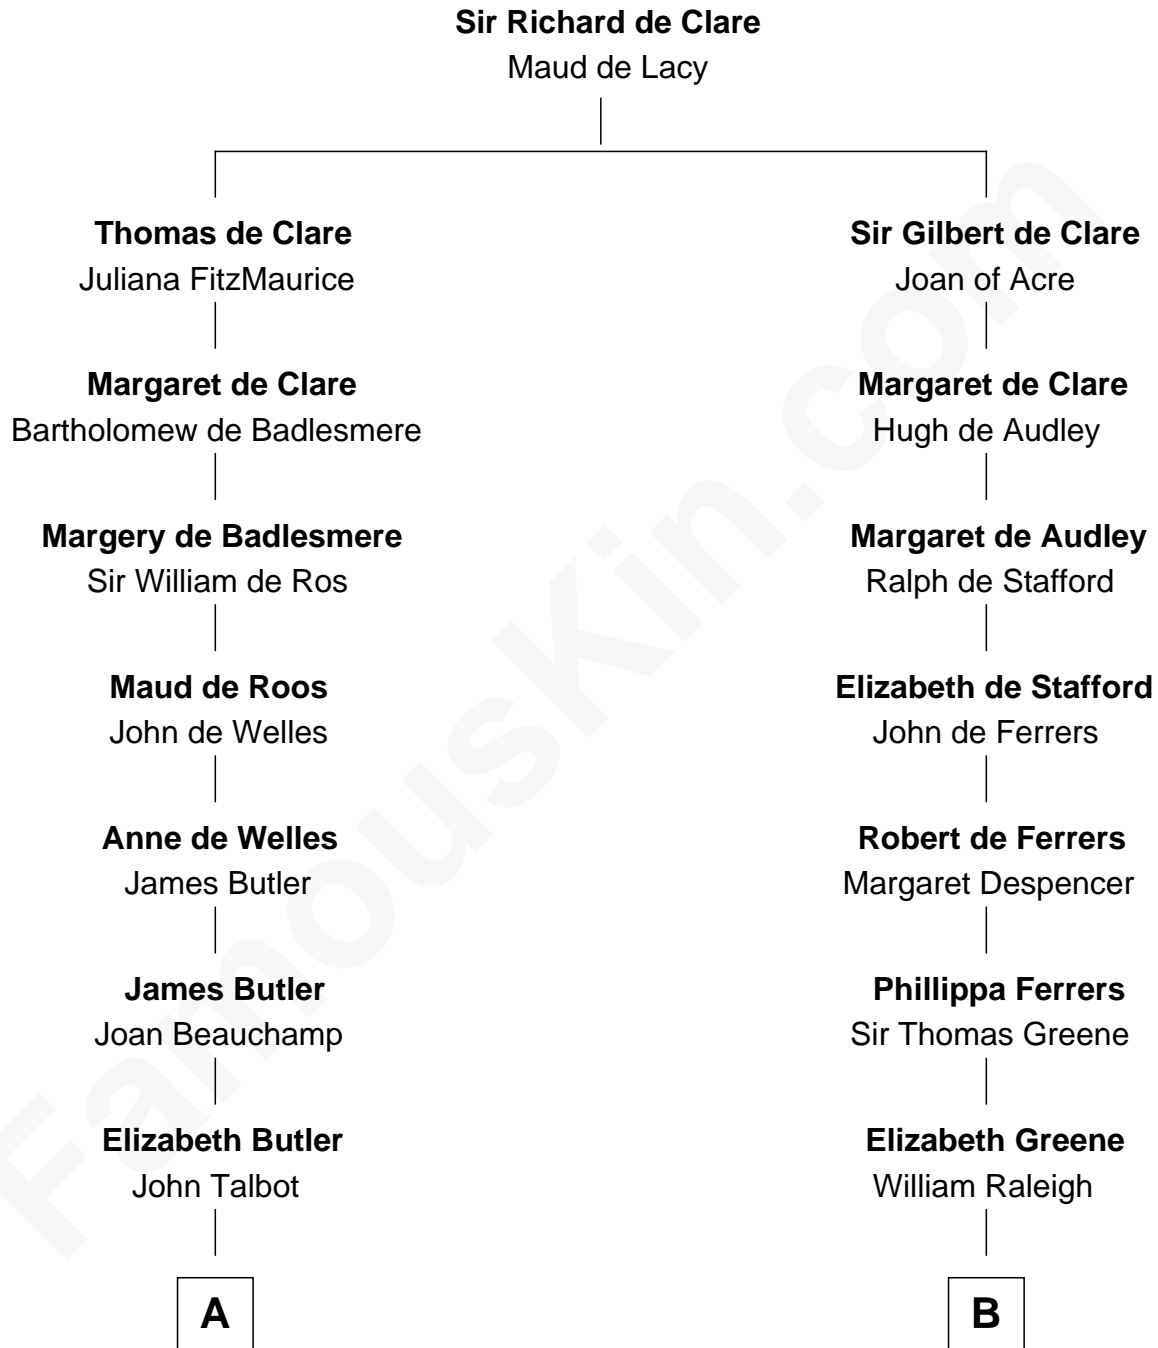 Sir Richard de Clare
Maud de Lacy
Thomas de Clare
Juliana FitzMaurice
Margaret de Clare
Bartholomew de Badlesmere
Margery de Badlesmere
Sir William de Ros
Maud de Roos
John de Welles
Anne de Welles
James Butler
James Butler
Joan Beauchamp
Elizabeth Butler
John Talbot
A
Sir Gilbert de Clare
Joan of Acre
Margaret de Clare
Hugh de Audley
Margaret de Audley
Ralph de Stafford
Elizabeth de Stafford
John de Ferrers
Robert de Ferrers
Margaret Despencer
Phillippa Ferrers
Sir Thomas Greene
Elizabeth Greene
William Raleigh
B
FamousKin.com